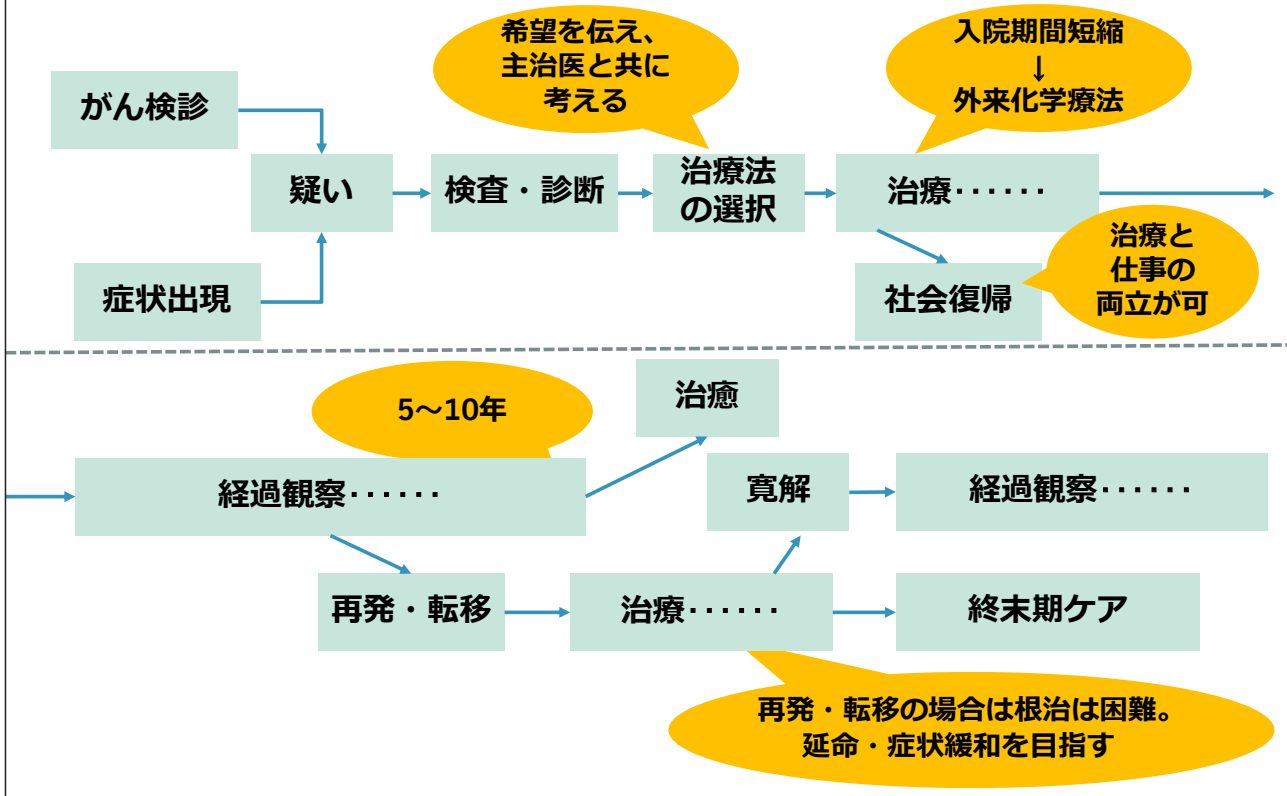 希望を伝え、
主治医と共に
考える
入院期間短縮
↓
外来化学療法
がん検診
疑い
検査・診断
治療法
の選択
治療‥‥‥
症状出現
社会復帰
治療と
仕事の
両立が可
5～10年
治癒
経過観察‥‥‥
寛解
経過観察‥‥‥
再発・転移
治療‥‥‥
終末期ケア
再発・転移の場合は根治は困難。
延命・症状緩和を目指す